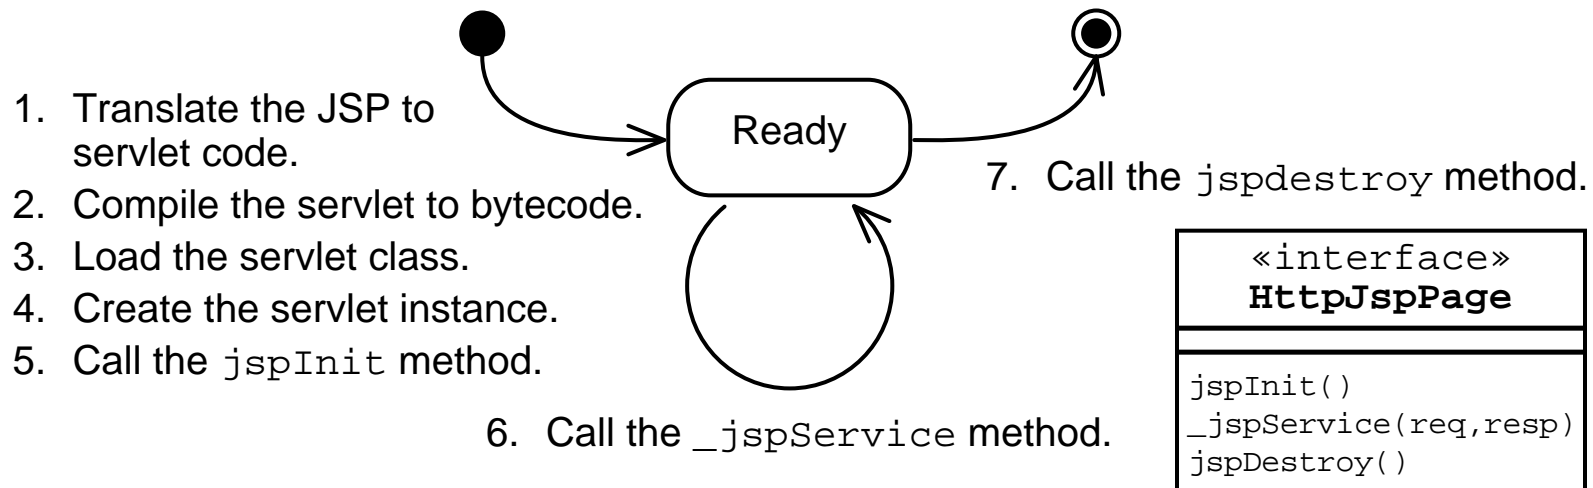 1. Translate the JSP to
servlet code.
2. Compile the servlet to bytecode.
3. Load the servlet class.
4. Create the servlet instance.
5. Call the jspInit method.
Ready
6. Call the _jspService method.
7. Call the jspdestroy method.
«interface»
HttpJspPage
jspInit()
_jspService(req,resp)
jspDestroy()